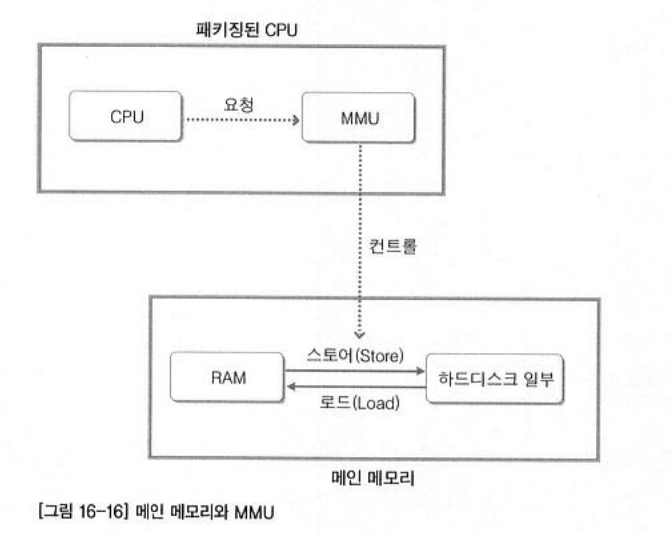 패키징된 CPU
CPU
요청
MMU
컨트롤
RAM
스토어(Store)
로드(Load)
하드디스크 일부
메인 메모리
[그림 16-16] 메인 메모리와 MMU